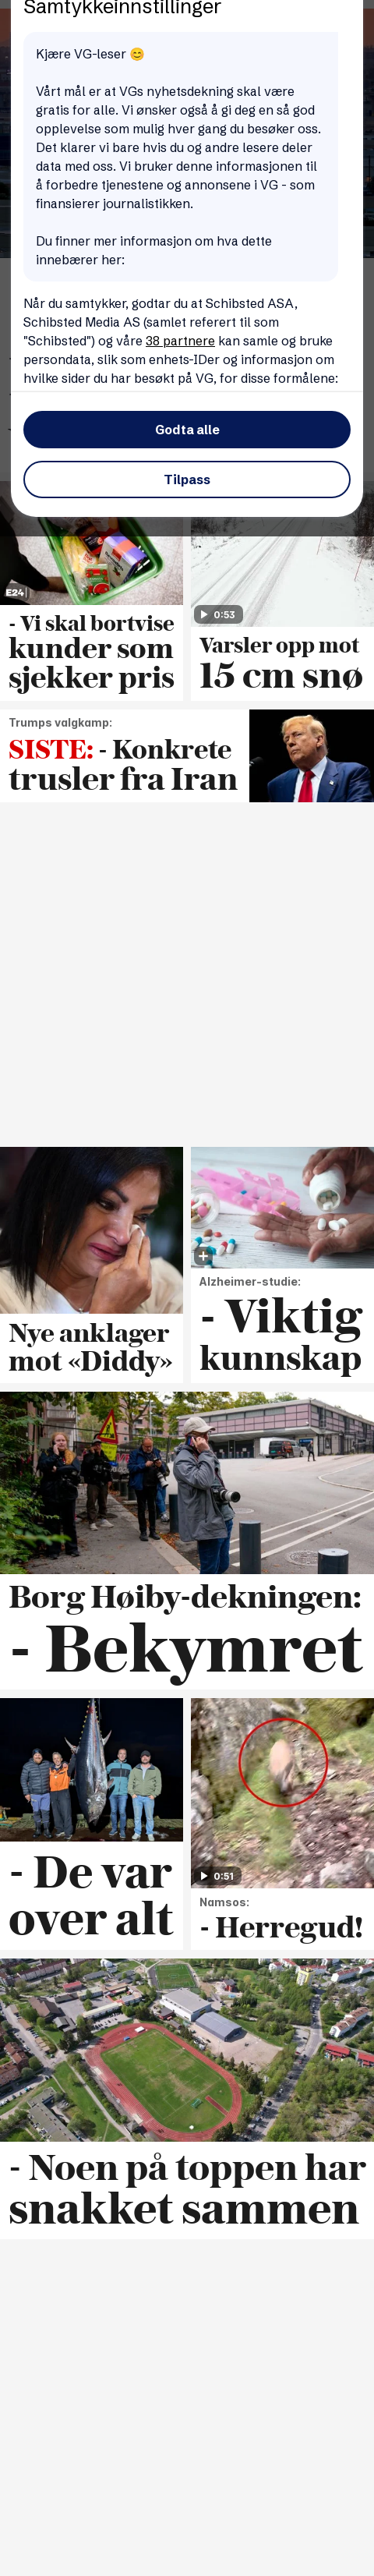 Samtykkeinnstillinger
Kjære VG-leser 😊
Vårt mål er at VGs nyhetsdekning skal være
gratis for alle. Vi ønsker også å gi deg en så god
opplevelse som mulig hver gang du besøker oss.
Det klarer vi bare hvis du og andre lesere deler
data med oss. Vi bruker denne informasjonen til
å forbedre tjenestene og annonsene i VG - som
finansierer journalistikken.
Du finner mer informasjon om hva dette
innebærer her:
Når du samtykker, godtar du at Schibsted ASA,
Schibsted Media AS (samlet referert til som
"Schibsted") og våre 38 partnere kan samle og bruke
persondata, slik som enhets-IDer og informasjon om
hvilke sider du har besøkt på VG, for disse formålene:
Godta alle
Tilpass
E24
- Vi skal bortvise
kunder som
sjekker pris
0:53
Varsler opp mot
15 cm snø
Trumps valgkamp:
SISTE: - Konkrete
trusler fra Iran
Nye anklager
mot «Diddy»
Alzheimer-studie:
- Viktig
kunnskap
Borg Høiby-dekningen:
- Bekymret
- De var
over alt
0:51
Namsos:
- Herregud!
- Noen på toppen har
snakket sammen